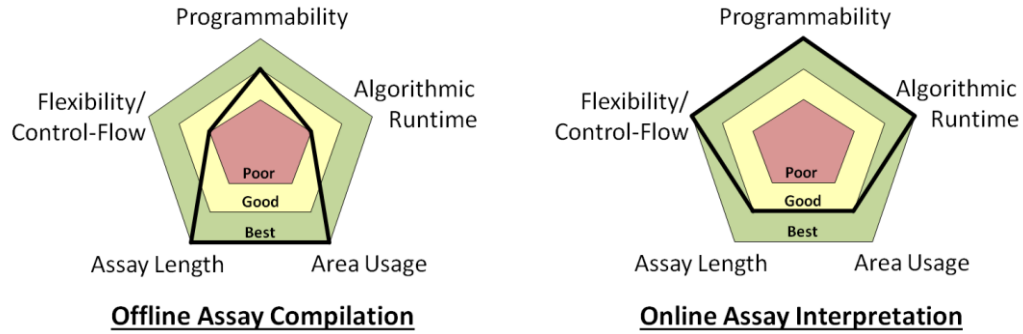 Programmability
Flexibility/
Control-Flow
Algorithmic
Runtime
Poor
Good
Best
Assay Length
Area Usage
Offline Assay Compilation
Programmability
Flexibility/
Control-Flow
Algorithmic
Runtime
Poor
Good
Best
Assay Length
Area Usage
Online Assay Interpretation